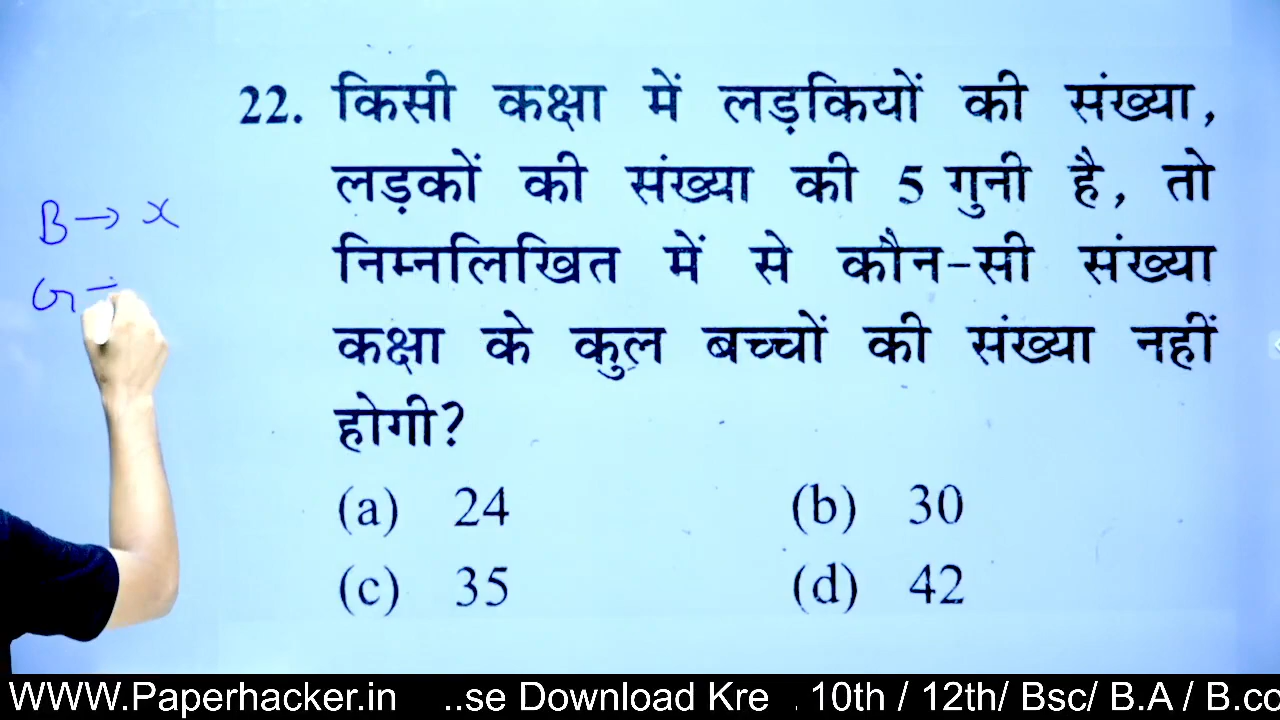 22. किसी कक्षा में लड़कियों की संख्या,
लड़कों की संख्या की 5 गुनी है, तो
B → x
निम्नलिखित में से कौन-सी संख्या
G -
कक्षा के कुल बच्चों की संख्या नहीं
होगी?
(a) 24 (b) 30
(c) 35 (d) 42
WWW.Paperhacker.in ..se Download Kre . 10th / 12th/ Bsc/ B.A / B.co